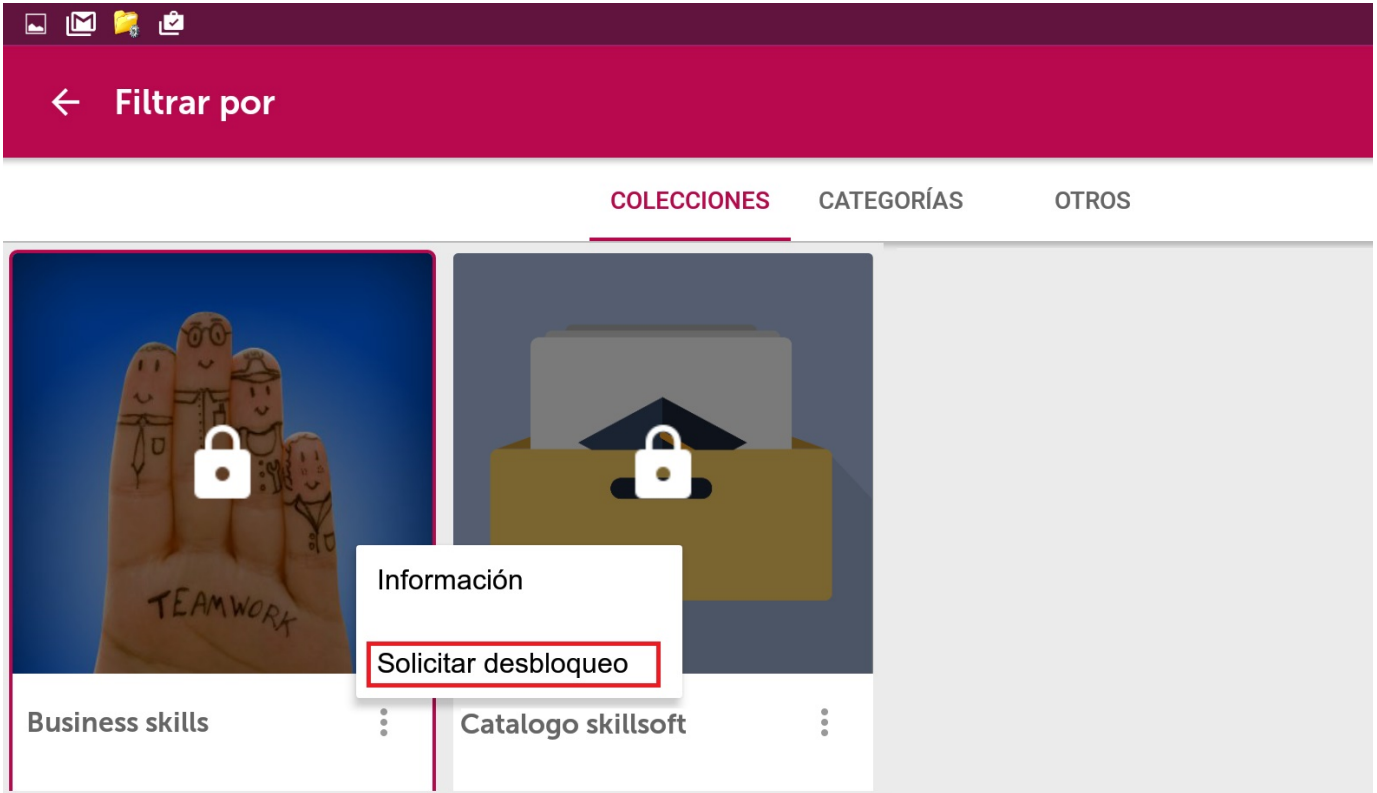 Filtrar por
COLECCIONES CATEGORÍAS OTROS
TEAMWORK
Información
Solicitar desbloqueo
Business skills
Catalogo skillsoft